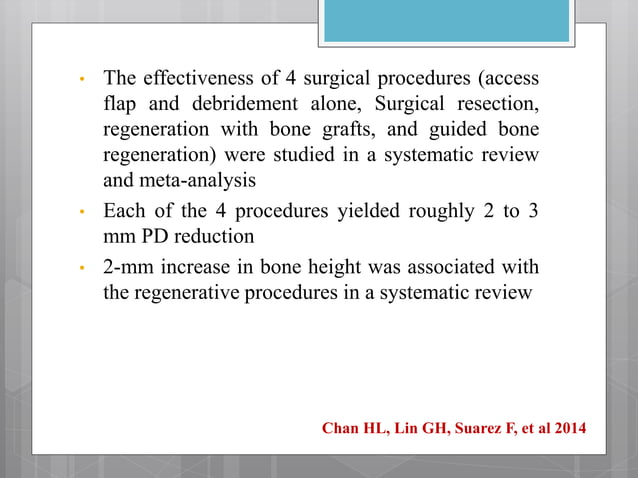 • The effectiveness of 4 surgical procedures (access
flap and debridement alone, Surgical resection,
regeneration with bone grafts, and guided bone
regeneration) were studied in a systematic review
and meta-analysis
• Each of the 4 procedures yielded roughly 2 to 3
mm PD reduction
• 2-mm increase in bone height was associated with
the regenerative procedures in a systematic review
Chan HL, Lin GH, Suarez F, et al 2014